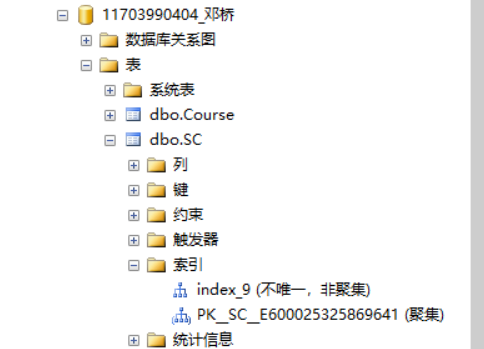 11703990404_邓桥
数据库关系图
表
系统表
dbo.Course
dbo.SC
列
键
约束
触发器
索引
index_9 (不唯一，非聚集)
PK__SC__E600025325869641 (聚集)
统计信息